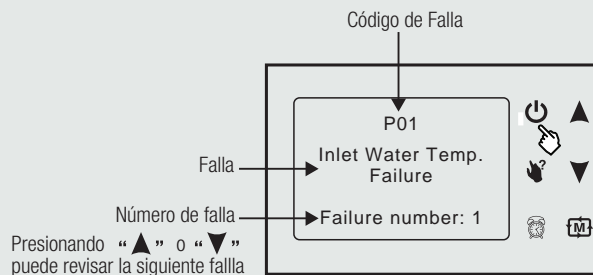 Código de Falla
P01
Inlet Water Temp.
Failure
Falla
Número de falla
Failure number: 1
Presionando “▲” o “▼”
puede revisar la siguiente fallla
?
M